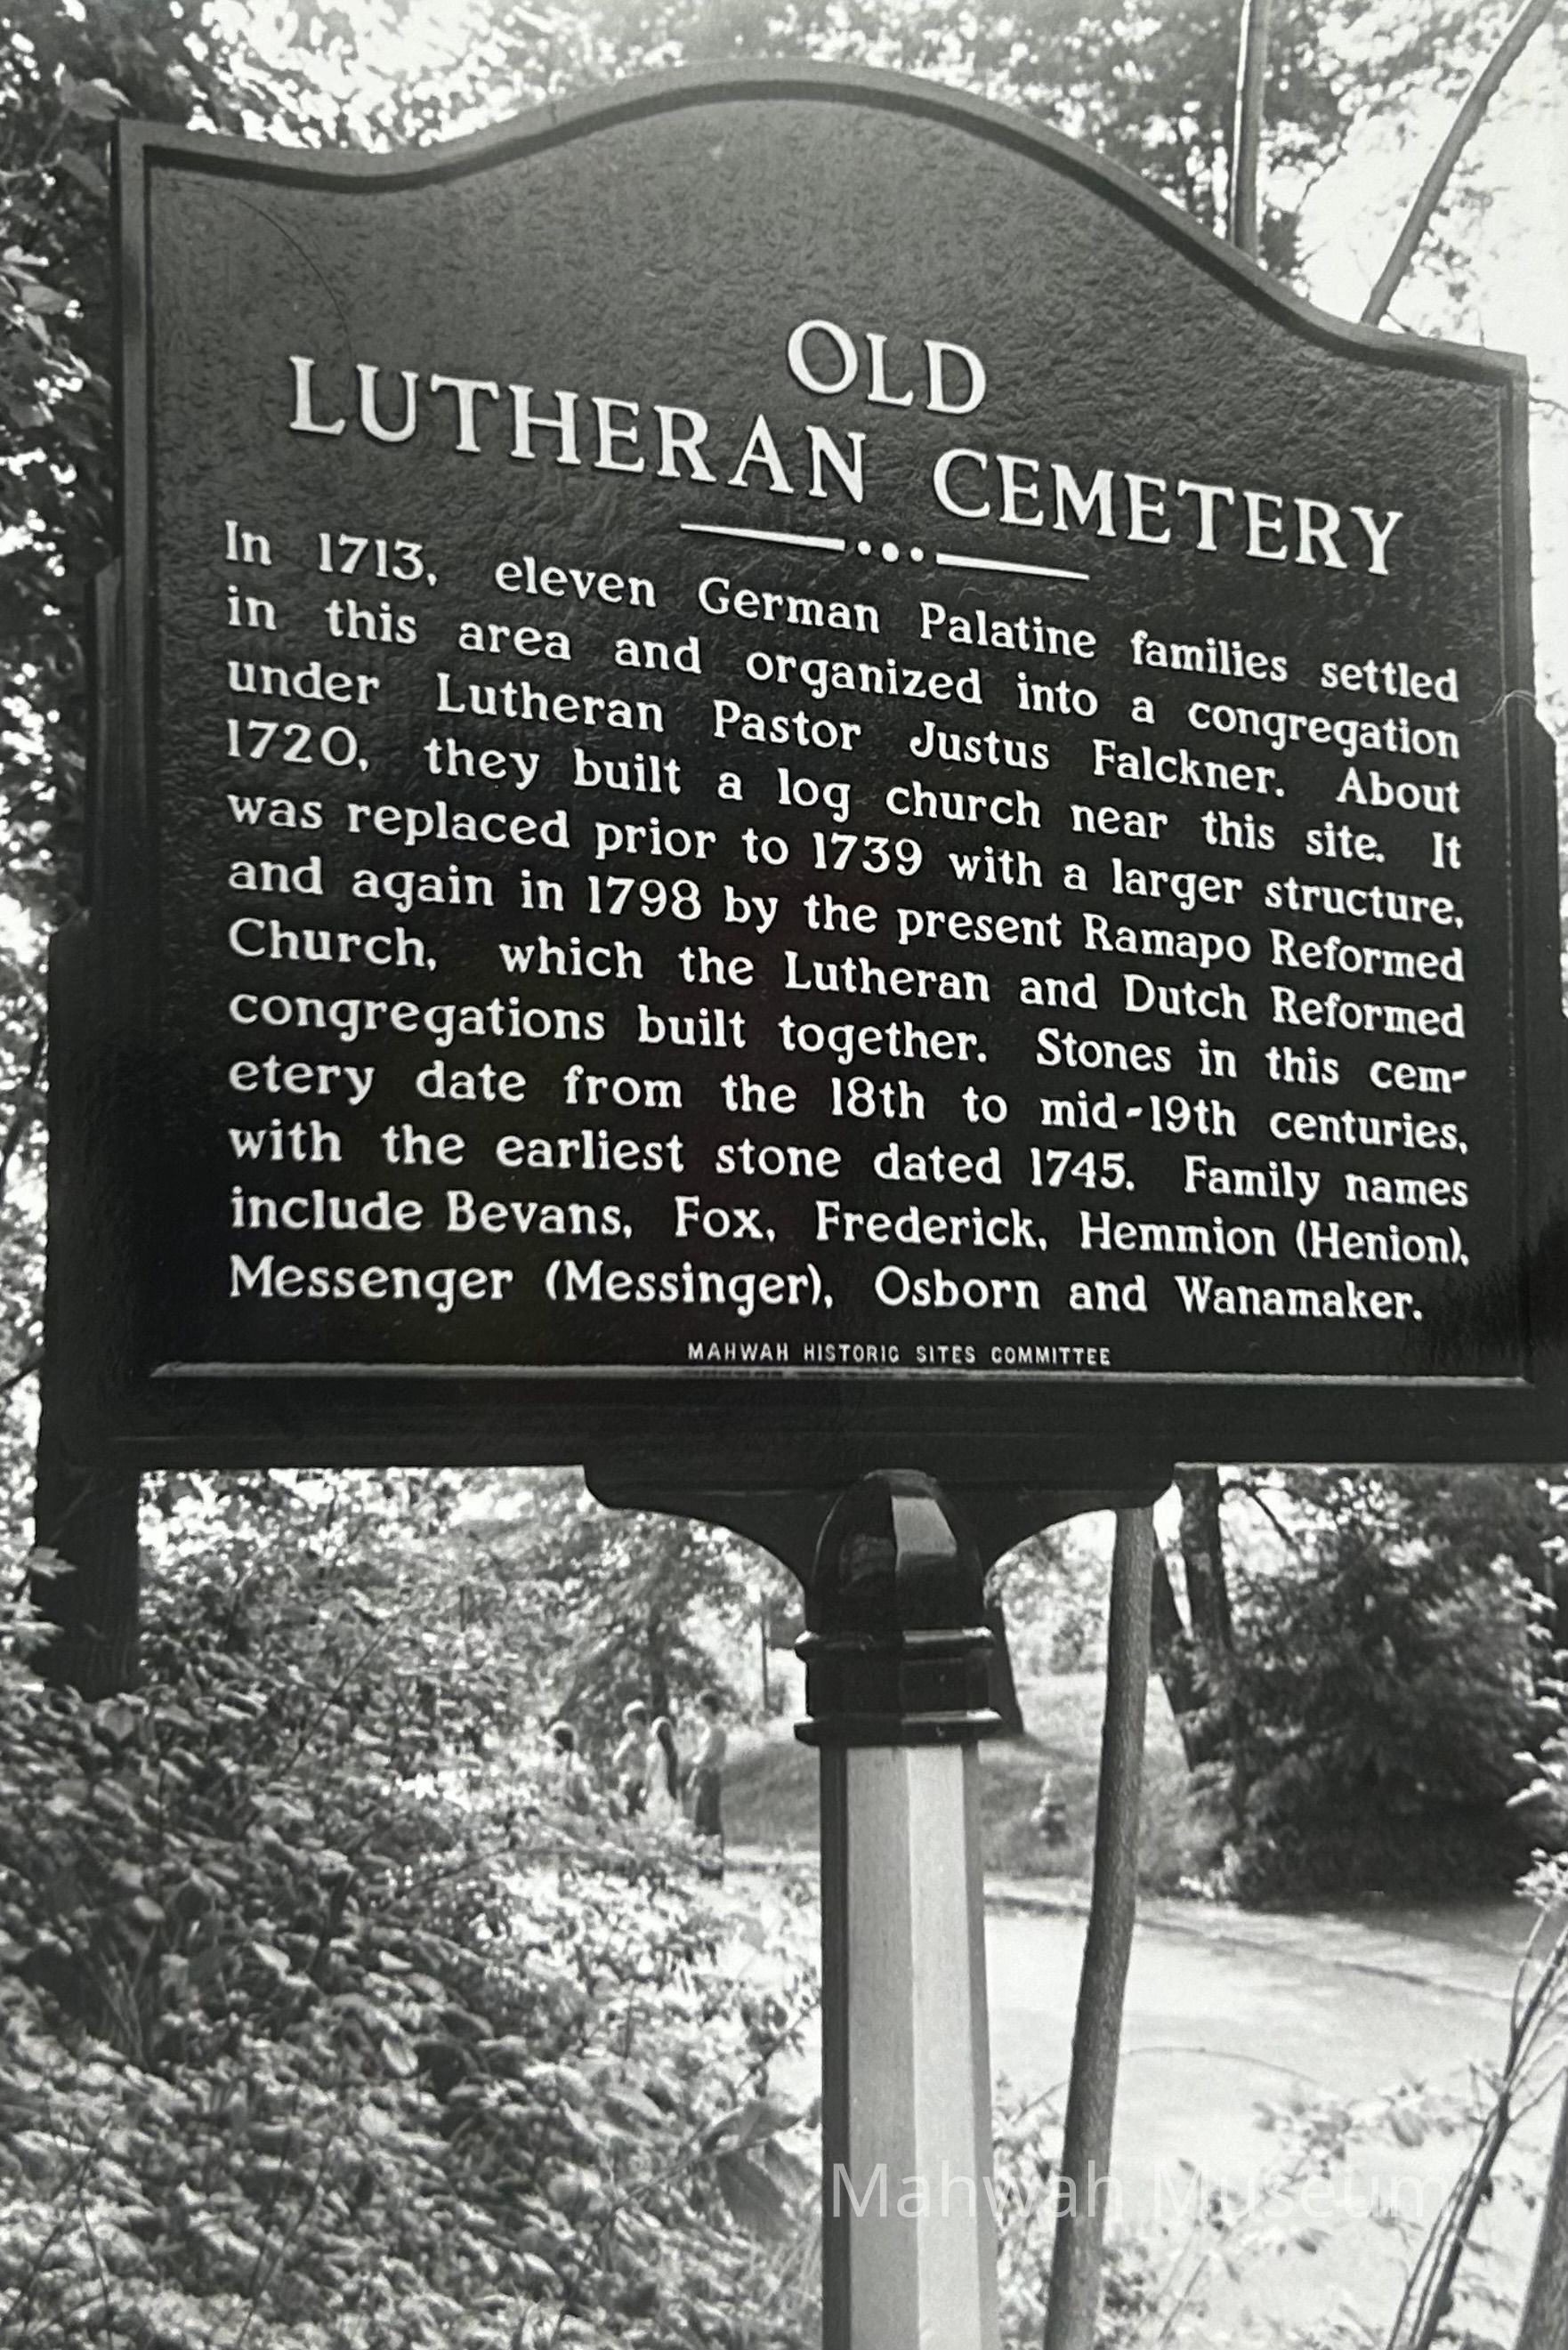 OLD
LUTHERAN CEMETERY
In 1713, eleven German Palatine families settled
in this area and organized into a congregation
under Lutheran Pastor Justus Falckner. About
1720, they built a log church near this site. It
was replaced prior to 1739 with a larger structure,
and again in 1798 by the present Ramapo Reformed
Church, which the Lutheran and Dutch Reformed
congregations built together. Stones in this cem-
etery date from the 18th to mid-19th centuries,
with the earliest stone dated 1745. Family names
include Bevans, Fox, Frederick, Hemmion (Henion),
Messenger (Messinger), Osborn and Wanamaker.
MAHWAH HISTORIC SITES COMMITTEE
Mahwah Museum